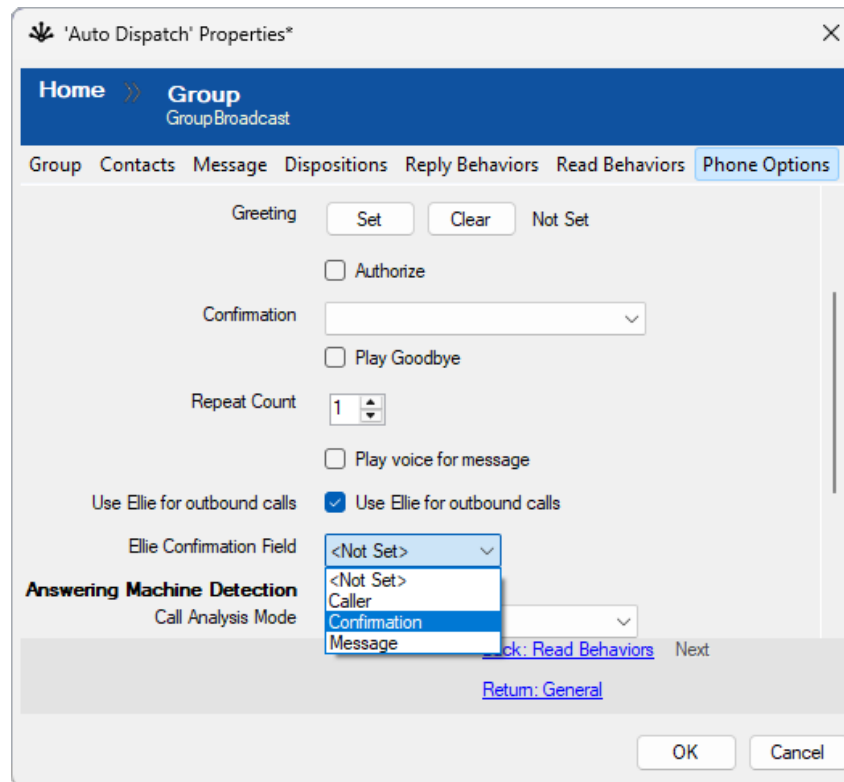 'Auto Dispatch' Properties*
Home » Group
GroupBroadcast
Group Contacts Message Dispositions Reply Behaviors Read Behaviors Phone Options
Greeting Set Clear Not Set
Authorize
Confirmation
Play Goodbye
Repeat Count 1
Play voice for message
Use Ellie for outbound calls Use Ellie for outbound calls
Ellie Confirmation Field <Not Set>
<Not Set>
Answering Machine Detection
Caller
Call Analysis Mode
Confirmation
Message
Read Behaviors Next
Return: General
OK Cancel